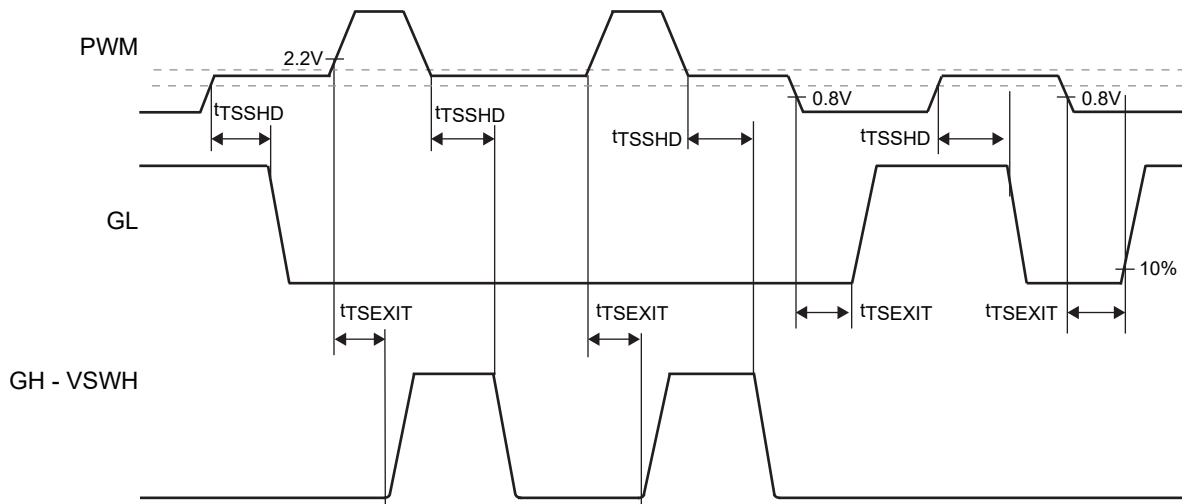 PWM
2.2V
0.8V
0.8V
tTSSHD
tTSSHD
tTSSHD
tTSSHD
GL
10%
tTSEXIT
tTSEXIT
tTSEXIT
tTSEXIT
GH - VSWH